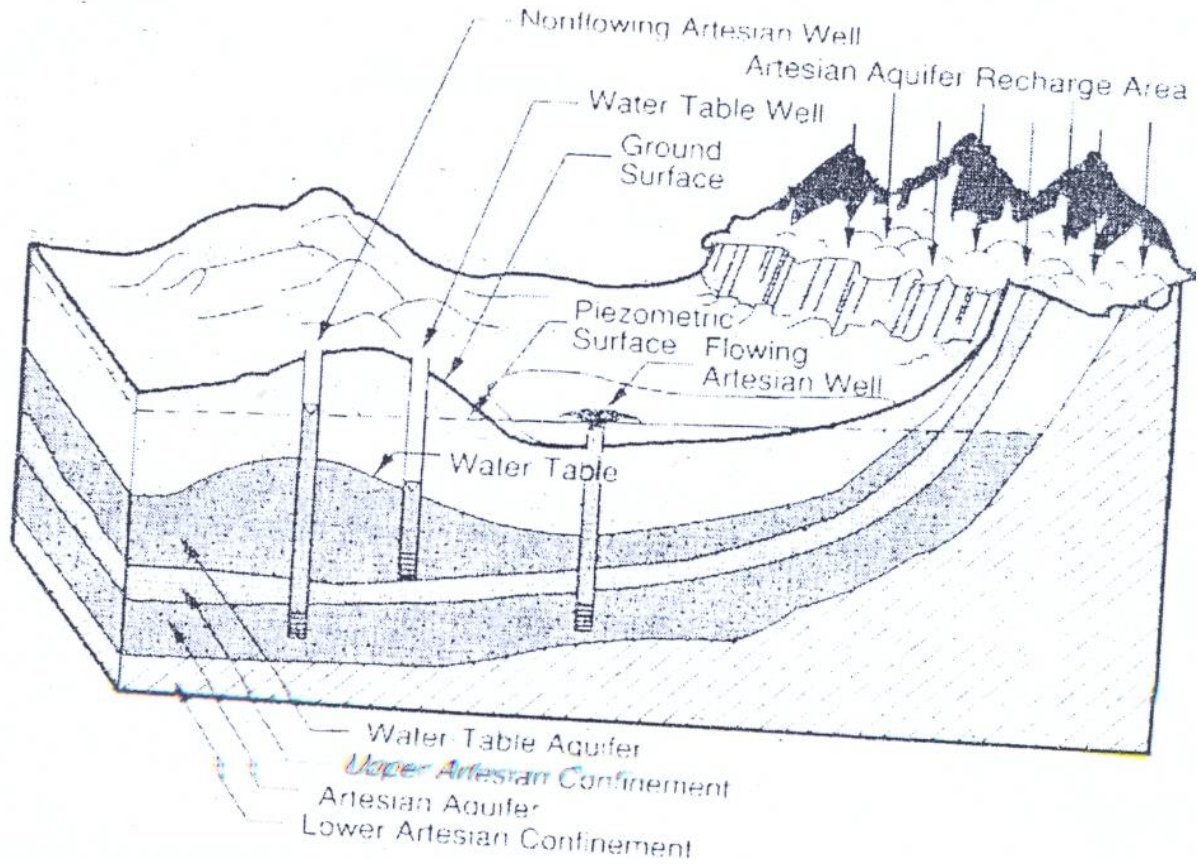 Nonflowing Artesian Well
Artesian Aquifer Recharge Area
Water Table Well
Ground
Surface
Piezometric
Surface
Flowing
Artesian Well
Water Table
Water Table Aquifer
Upper Artesian Confinement
Artesian Aquifer
Lower Artesian Confinement